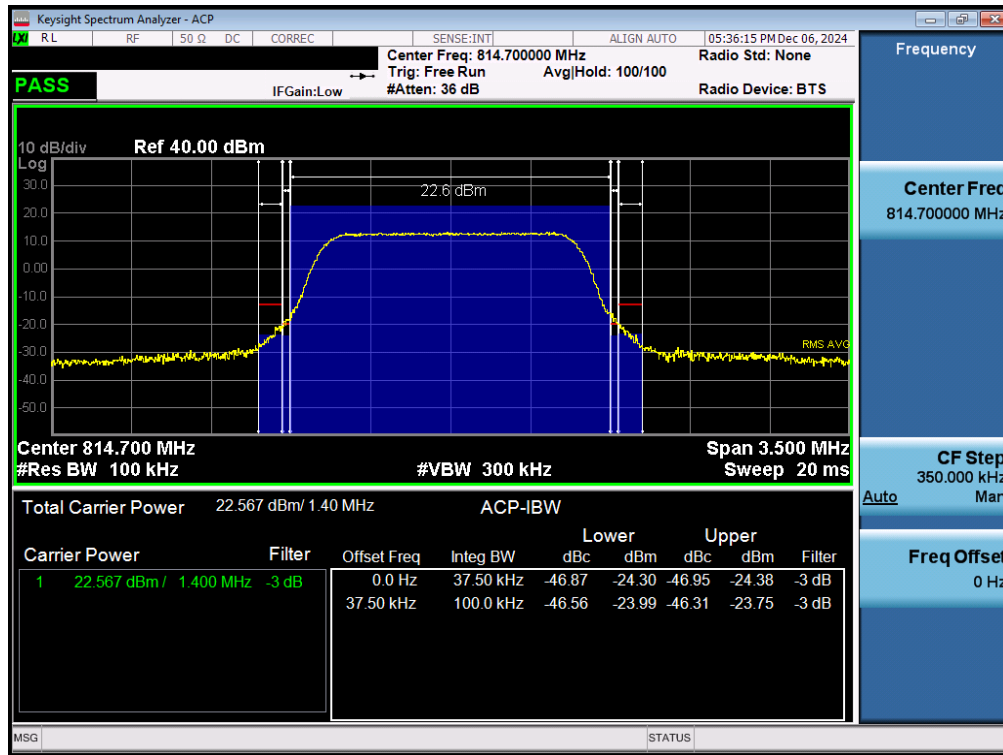 Keysight Spectrum Analyzer - ACP
LXI RL RF 50 Ω DC CORREC SENSE:INT ALIGN AUTO 05:36:15 PM Dec 06, 2024
Center Freq: 814.700000 MHz Radio Std: None
Trig: Free Run Avg|Hold: 100/100
PASS IFGain:Low #Atten: 36 dB Radio Device: BTS
10 dB/div Ref 40.00 dBm
Log
30.0
22.6 dBm
20.0
10.0
0.00
-10.0
-20.0
-30.0
RMS AVG
-40.0
-50.0
Center 814.700 MHz Span 3.500 MHz
#Res BW 100 kHz #VBW 300 kHz Sweep 20 ms
Total Carrier Power 22.567 dBm/ 1.40 MHz ACP-IBW
Lower Upper
Carrier Power Filter Offset Freq Integ BW dBc dBm dBc dBm Filter
1 22.567 dBm / 1.400 MHz -3 dB 0.0 Hz 37.50 kHz -46.87 -24.30 -46.95 -24.38 -3 dB
37.50 kHz 100.0 kHz -46.56 -23.99 -46.31 -23.75 -3 dB
MSG STATUS
Frequency
Center Freq
814.700000 MHz
CF Step
350.000 kHz
Auto Man
Freq Offset
0 Hz